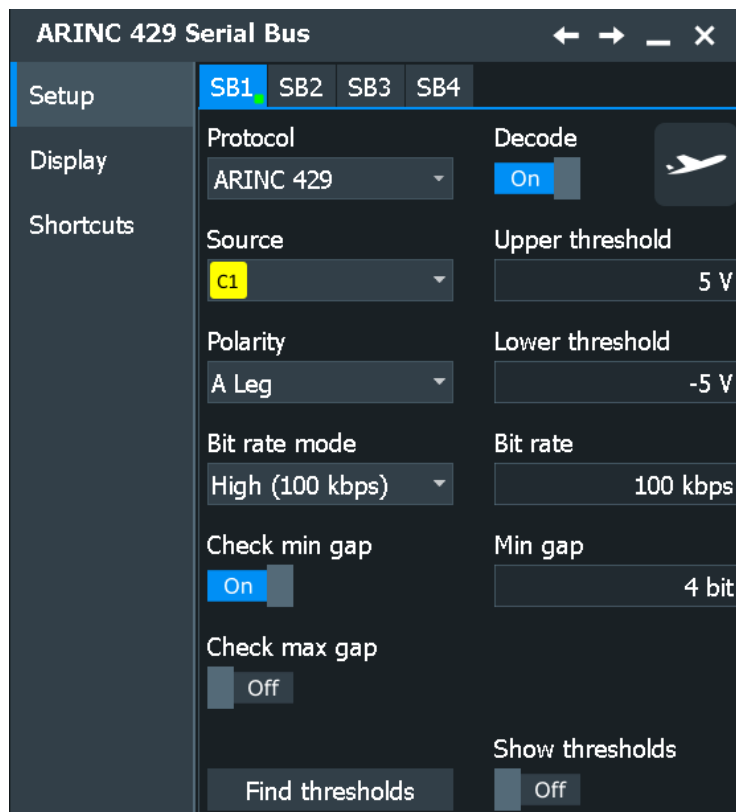 ARINC 429 Serial Bus
Setup
Display
Shortcuts
SB1 SB2 SB3 SB4
Protocol Decode
ARINC 429 On
Source Upper threshold
C1 5 V
Polarity Lower threshold
A Leg -5 V
Bit rate mode Bit rate
High (100 kbps) 100 kbps
Check min gap Min gap
On 4 bit
Check max gap
Off
Show thresholds
Find thresholds Off